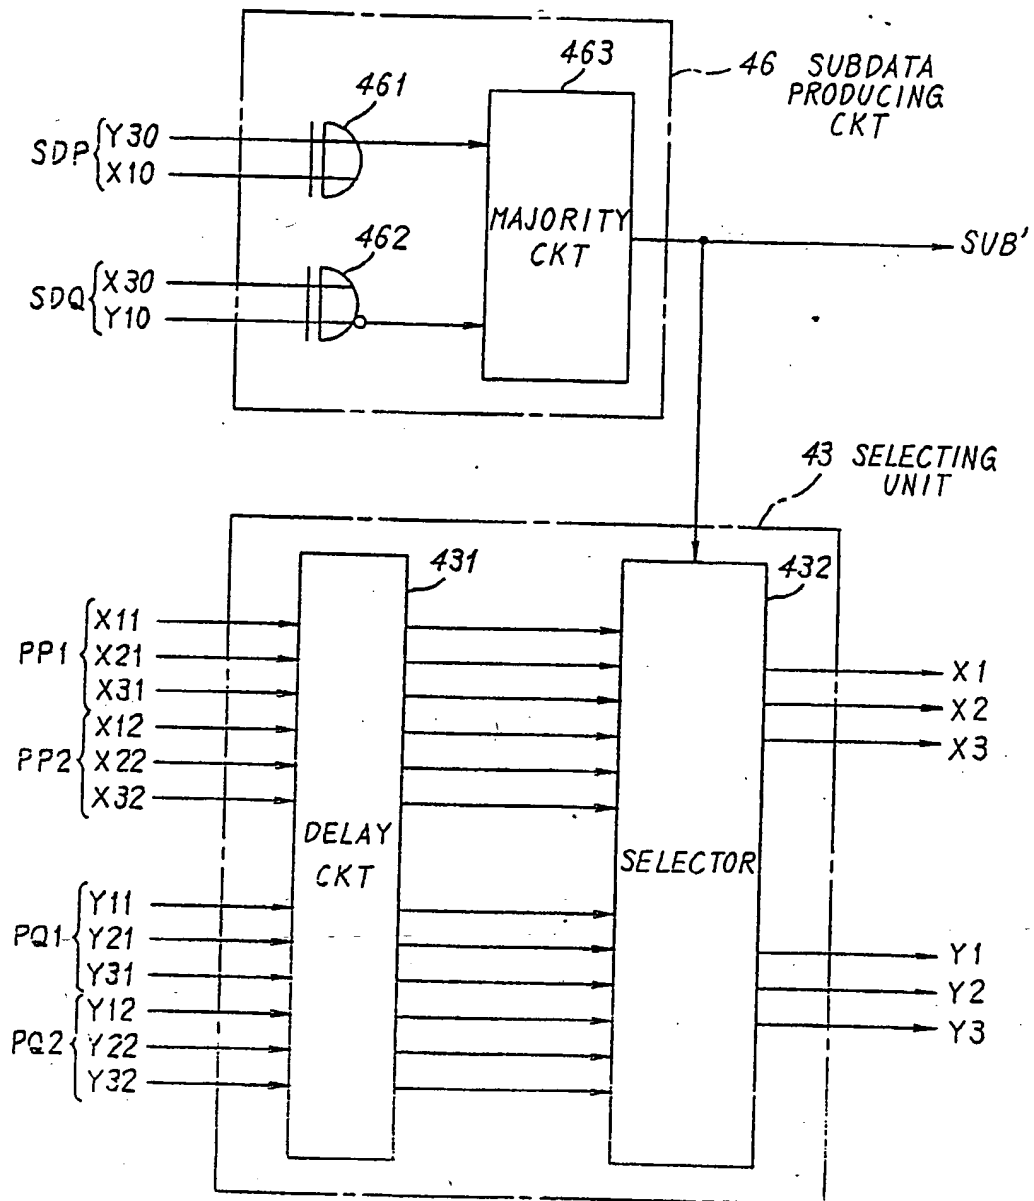 461
463
46 SUBDATA
PRODUCING
CKT
SDP
Y30
X10
MAJORITY
CKT
462
SDQ
X30
Y10
SUB'
43 SELECTING
UNIT
431
432
PP1
X11
X21
X31
PP2
X12
X22
X32
DELAY
CKT
SELECTOR
X1
X2
X3
PQ1
Y11
Y21
Y31
PQ2
Y12
Y22
Y32
Y1
Y2
Y3